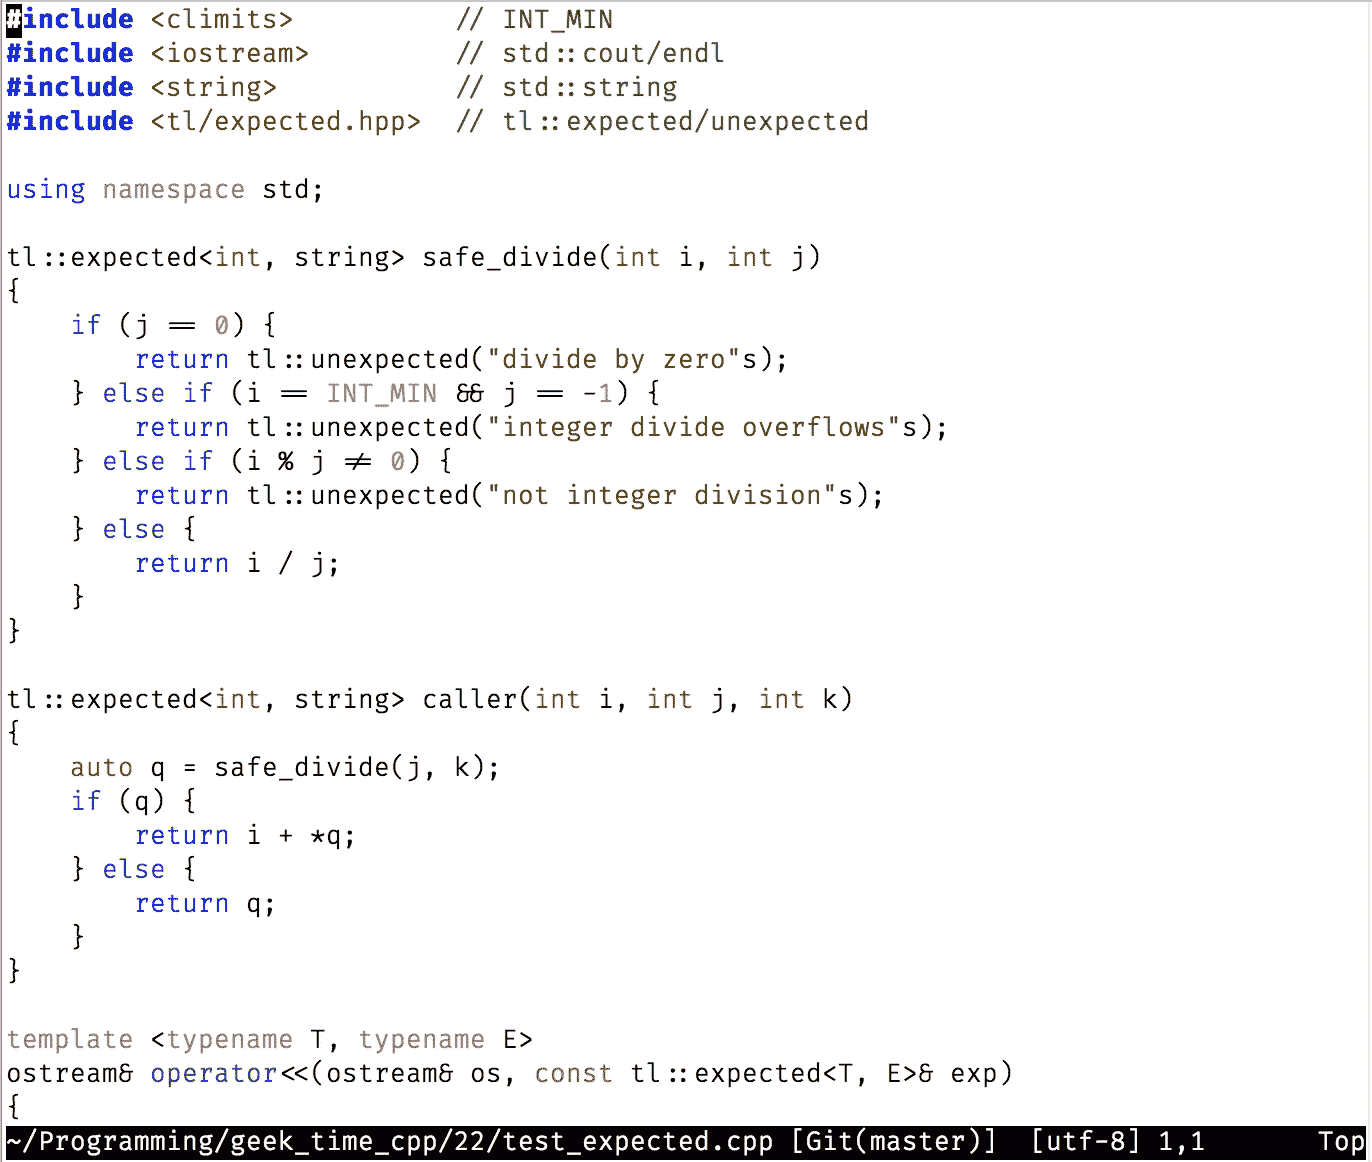 #include <climits>          // INT_MIN
#include <iostream>         // std::cout/endl
#include <string>           // std::string
#include <tl/expected.hpp>  // tl::expected/unexpected

using namespace std;

tl::expected<int, string> safe_divide(int i, int j)
{
    if (j == 0) {
        return tl::unexpected("divide by zero"s);
    } else if (i == INT_MIN && j == -1) {
        return tl::unexpected("integer divide overflows"s);
    } else if (i % j != 0) {
        return tl::unexpected("not integer division"s);
    } else {
        return i / j;
    }
}

tl::expected<int, string> caller(int i, int j, int k)
{
    auto q = safe_divide(j, k);
    if (q) {
        return i + *q;
    } else {
        return q;
    }
}

template <typename T, typename E>
ostream& operator<<(ostream& os, const tl::expected<T, E>& exp)
{
~/Programming/geek_time_cpp/22/test_expected.cpp [Git(master)]  [utf-8] 1,1       Top